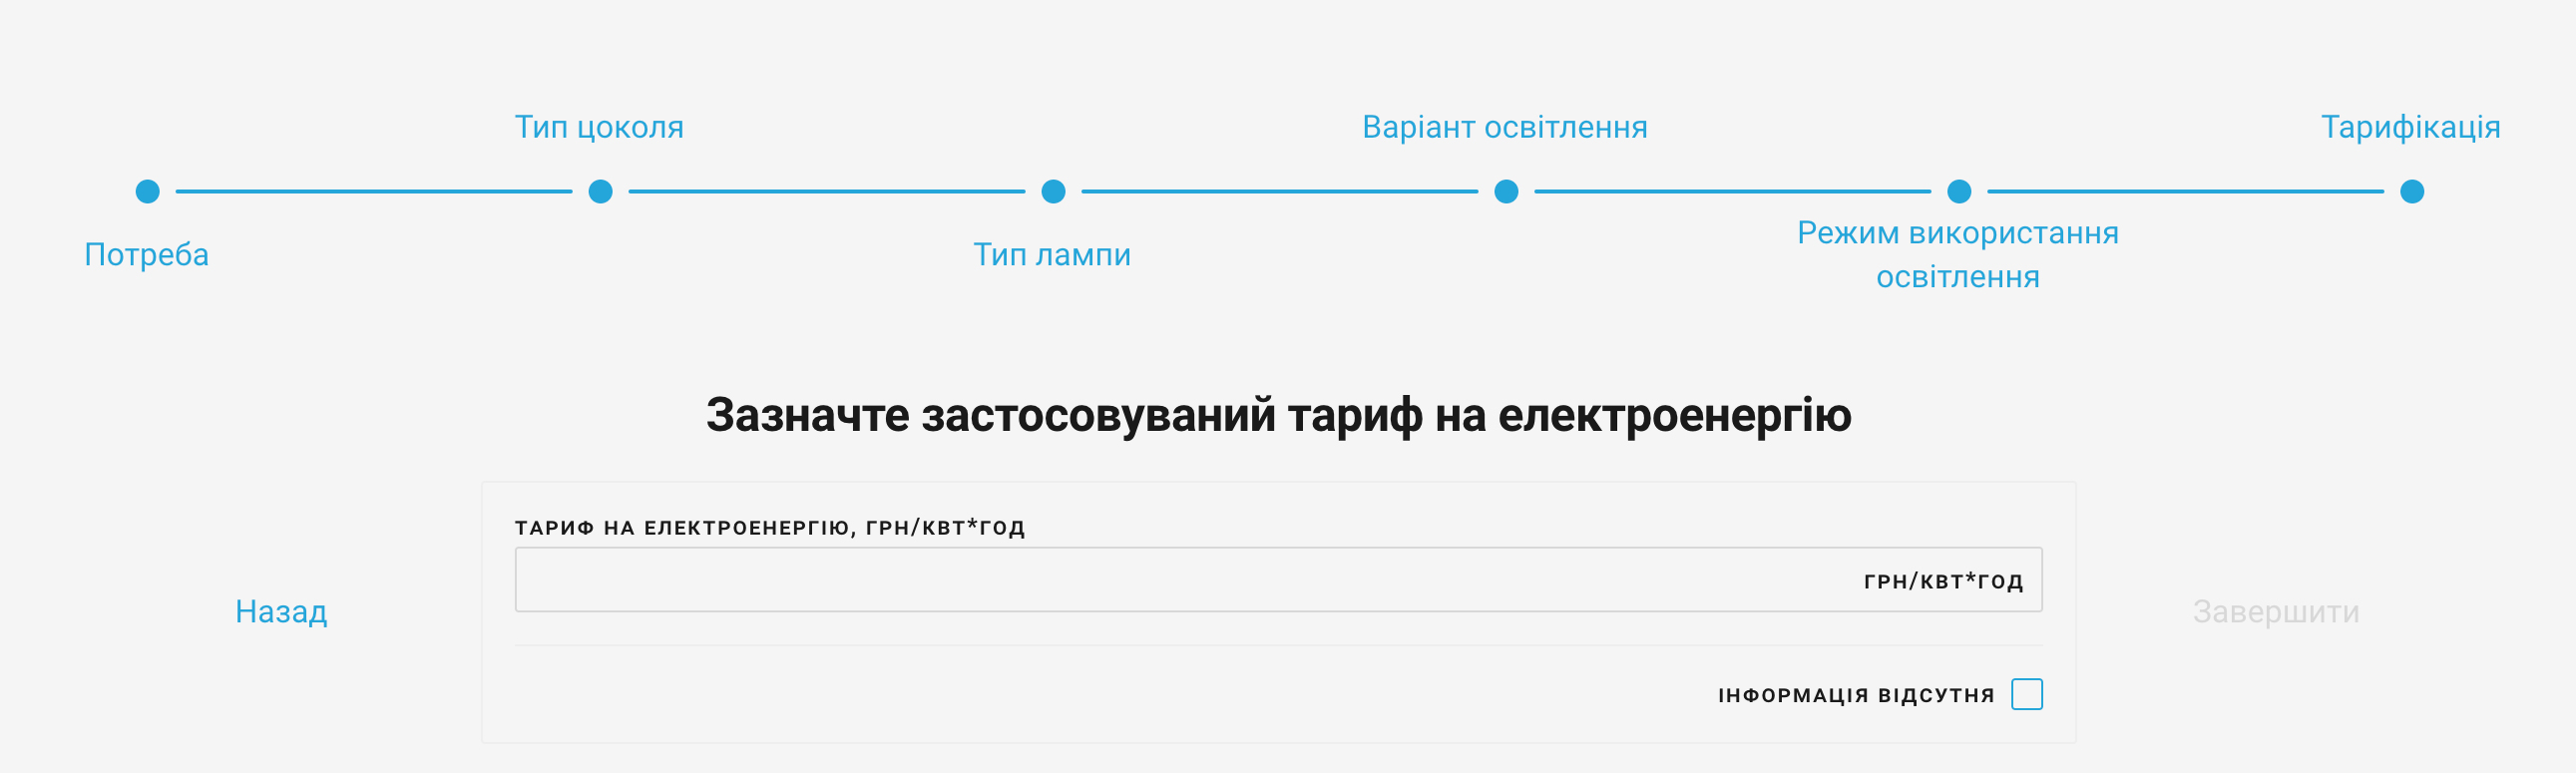 Тип цоколя
Варіант освітлення
Тарифікація
Потреба
Тип лампи
Режим використання
освітлення
Зазначте застосовуваний тариф на електроенергію
ТАРИФ НА ЕЛЕКТРОЕНЕРГІЮ, ГРН/КВТ*ГОД
ГРН/КВТ*ГОД
Назад
Завершити
ІНФОРМАЦІЯ ВІДСУТНЯ